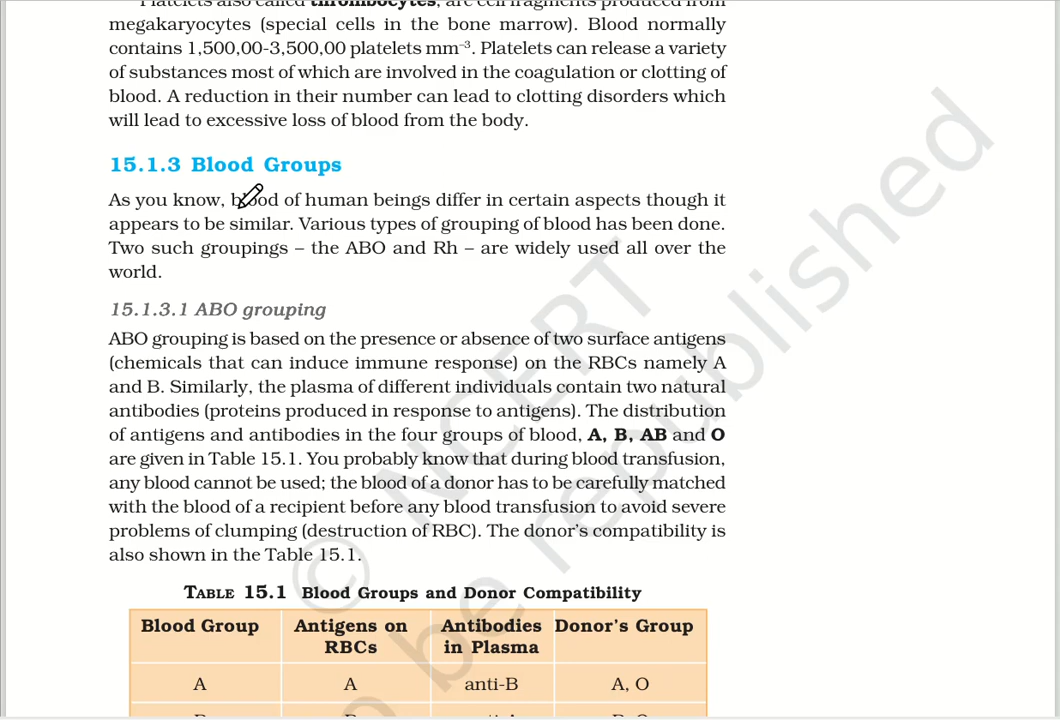 Platelets also called thrombocytes, are cell fragments produced from
megakaryocytes (special cells in the bone marrow). Blood normally
contains 1,500,00-3,500,00 platelets mm⁻³. Platelets can release a variety
of substances most of which are involved in the coagulation or clotting of
blood. A reduction in their number can lead to clotting disorders which
will lead to excessive loss of blood from the body.
15.1.3 Blood Groups
As you know, blood of human beings differ in certain aspects though it
appears to be similar. Various types of grouping of blood has been done.
Two such groupings – the ABO and Rh – are widely used all over the
world.
15.1.3.1 ABO grouping
ABO grouping is based on the presence or absence of two surface antigens
(chemicals that can induce immune response) on the RBCs namely A
and B. Similarly, the plasma of different individuals contain two natural
antibodies (proteins produced in response to antigens). The distribution
of antigens and antibodies in the four groups of blood, A, B, AB and O
are given in Table 15.1. You probably know that during blood transfusion,
any blood cannot be used; the blood of a donor has to be carefully matched
with the blood of a recipient before any blood transfusion to avoid severe
problems of clumping (destruction of RBC). The donor's compatibility is
also shown in the Table 15.1.
TABLE 15.1 Blood Groups and Donor Compatibility
Blood Group Antigens on RBCs Antibodies in Plasma Donor's Group
A A anti-B A, O
© NCERT
be republished